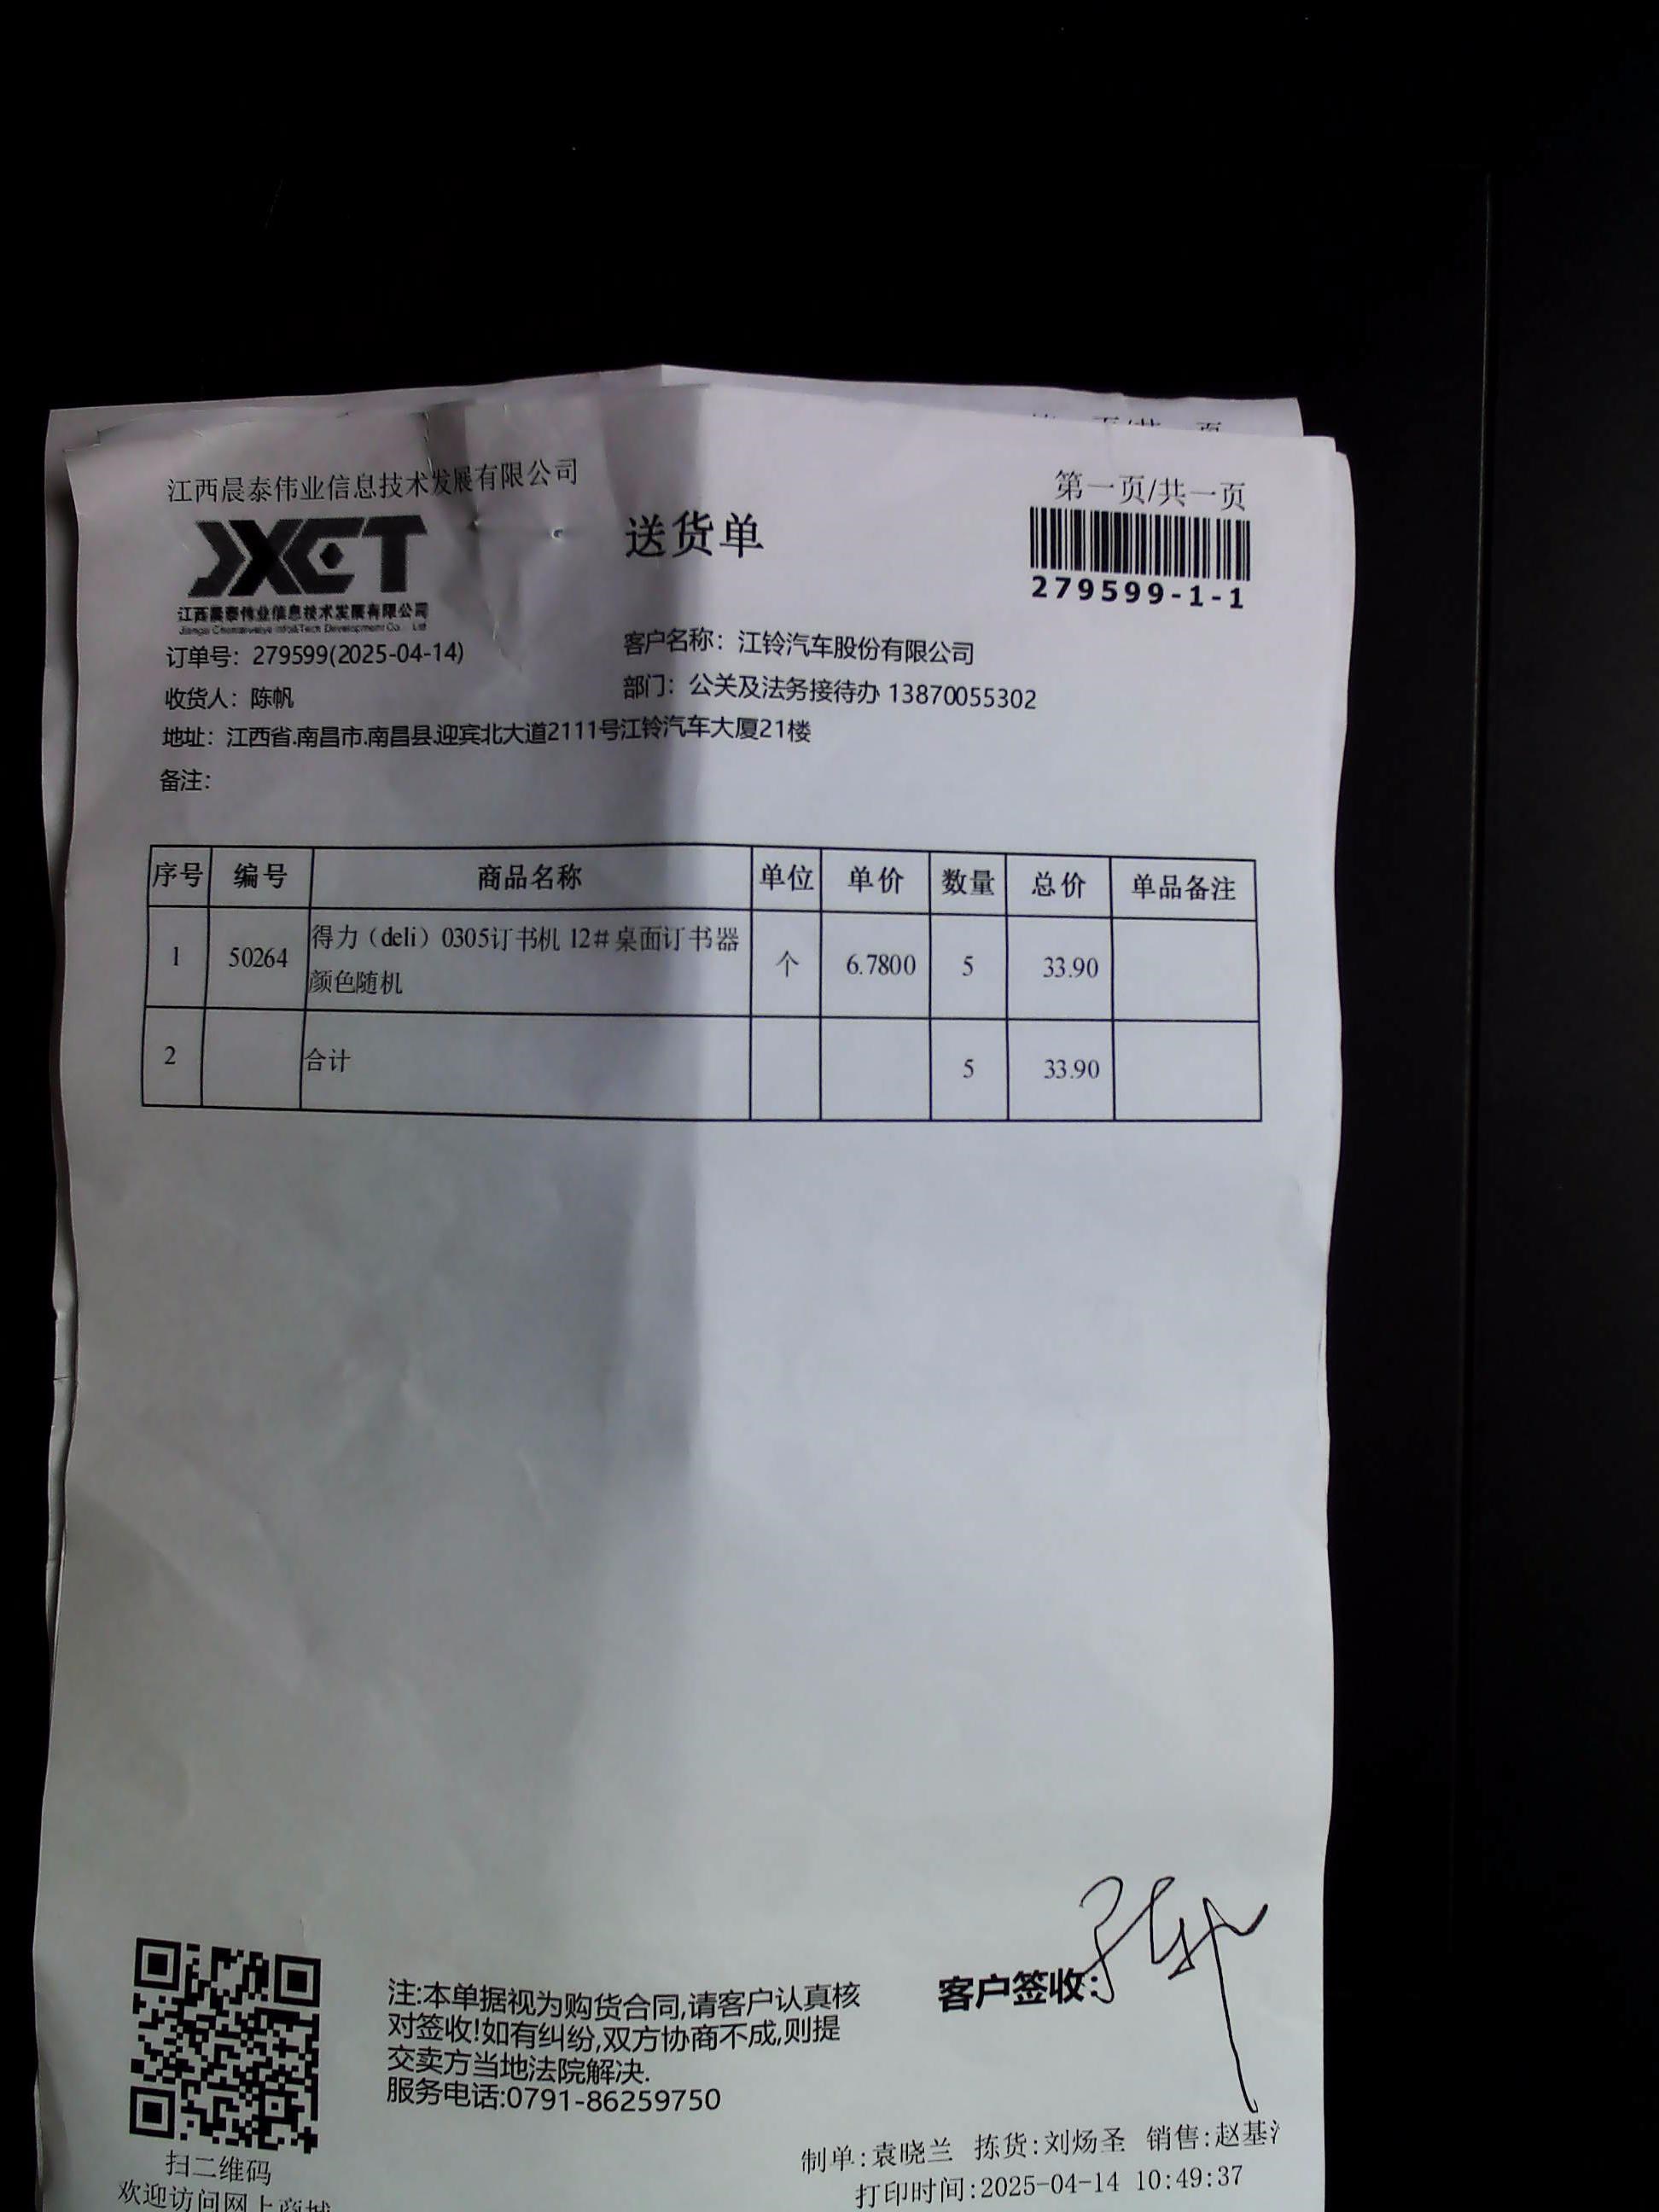 江西晨泰伟业信息技术发展有限公司
第一页/共一页
JXCT
送货单
279599-1-1
江西晨泰伟业信息技术发展有限公司
订单号：279599(2025-04-14)
客户名称：江铃汽车股份有限公司
收货人：陈帆
部门：公关及法务接待办 13870055302
地址：江西省.南昌市.南昌县.迎宾北大道2111号江铃汽车大厦21楼
备注：
序号 编号 商品名称 单位 单价 数量 总价 单品备注
1 50264 得力（deli）0305订书机 12#桌面订书器 个 6.7800 5 33.90
颜色随机
2 合计 5 33.90
注:本单据视为购货合同,请客户认真核
对签收!如有纠纷,双方协商不成,则提
交卖方当地法院解决.
服务电话:0791-86259750
客户签收:
扫二维码
欢迎访问网上商城
制单:袁晓兰 拣货:刘炀圣 销售:赵基
打印时间:2025-04-14 10:49:37